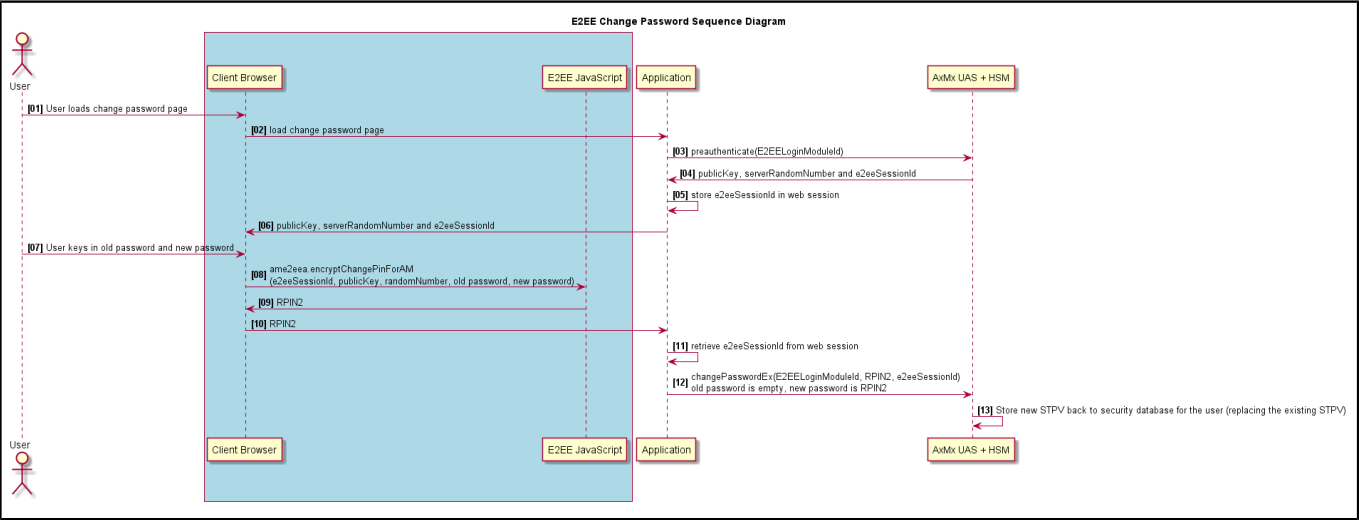 E2EE Change Password Sequence Diagram
User
Client Browser
E2EE JavaScript
Application
AxMx UAS + HSM
[01] User loads change password page
[02] load change password page
[03] preauthenticate(E2EELoginModuleId)
[04] publicKey, serverRandomNumber and e2eeSessionId
[05] store e2eeSessionId in web session
[06] publicKey, serverRandomNumber and e2eeSessionId
[07] User keys in old password and new password
[08] ame2eea.encryptChangePinForAM
(e2eeSessionId, publicKey, randomNumber, old password, new password)
[09] RPIN2
[10] RPIN2
[11] retrieve e2eeSessionId from web session
[12] changePasswordEx(E2EELoginModuleId, RPIN2, e2eeSessionId)
old password is empty, new password is RPIN2
[13] Store new STPV back to security database for the user (replacing the existing STPV)
User
Client Browser
E2EE JavaScript
Application
AxMx UAS + HSM